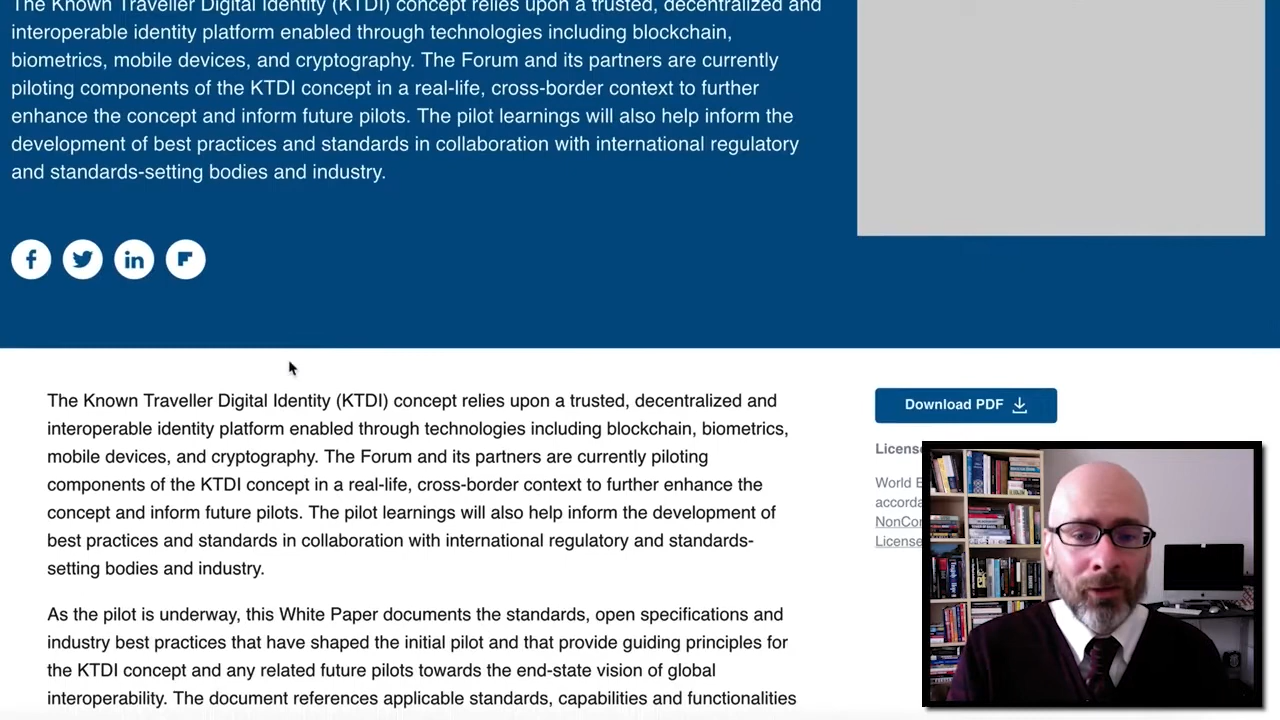 The Known Traveller Digital Identity (KTDI) concept relies upon a trusted, decentralized and
interoperable identity platform enabled through technologies including blockchain,
biometrics, mobile devices, and cryptography. The Forum and its partners are currently
piloting components of the KTDI concept in a real-life, cross-border context to further
enhance the concept and inform future pilots. The pilot learnings will also help inform the
development of best practices and standards in collaboration with international regulatory
and standards-setting bodies and industry.
The Known Traveller Digital Identity (KTDI) concept relies upon a trusted, decentralized and
interoperable identity platform enabled through technologies including blockchain, biometrics,
mobile devices, and cryptography. The Forum and its partners are currently piloting
components of the KTDI concept in a real-life, cross-border context to further enhance the
concept and inform future pilots. The pilot learnings will also help inform the development of
best practices and standards in collaboration with international regulatory and standards-
setting bodies and industry.
As the pilot is underway, this White Paper documents the standards, open specifications and
industry best practices that have shaped the initial pilot and that provide guiding principles for
the KTDI concept and any related future pilots towards the end-state vision of global
interoperability. The document references applicable standards, capabilities and functionalities
Download PDF
License
World E
accorda
NonCor
License